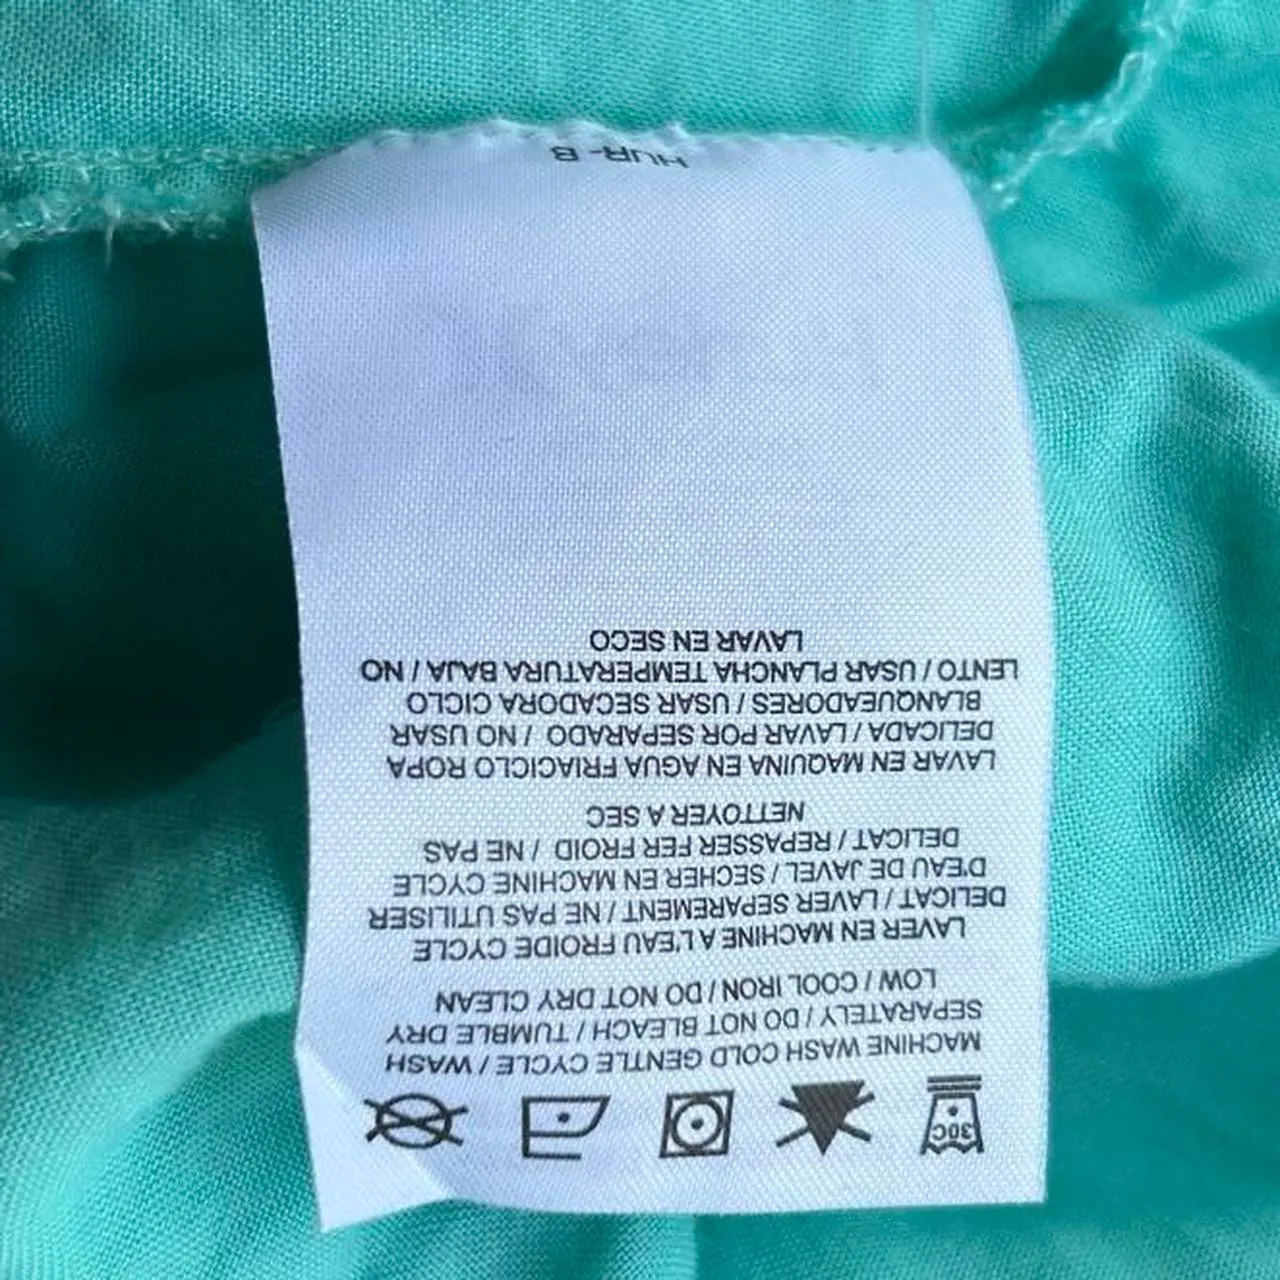 30C
MACHINE WASH COLD GENTLE CYCLE / WASH
SEPARATELY / DO NOT BLEACH / TUMBLE DRY
LOW / COOL IRON / DO NOT DRY CLEAN
LAVER EN MACHINE A L'EAU FROIDE CYCLE
DELICAT / LAVER SEPAREMENT / NE PAS UTILISER
D'EAU DE JAVEL / SECHER EN MACHINE CYCLE
DELICAT / REPASSER FER FROID / NE PAS
NETTOYER A SEC
LAVAR EN MAQUINA EN AGUA FRIACICLO ROPA
DELICADA / LAVAR POR SEPARADO / NO USAR
BLANQUEADORES / USAR SECADORA CICLO
LENTO / USAR PLANCHA TEMPERATURA BAJA / NO
LAVAR EN SECO
HUR-8